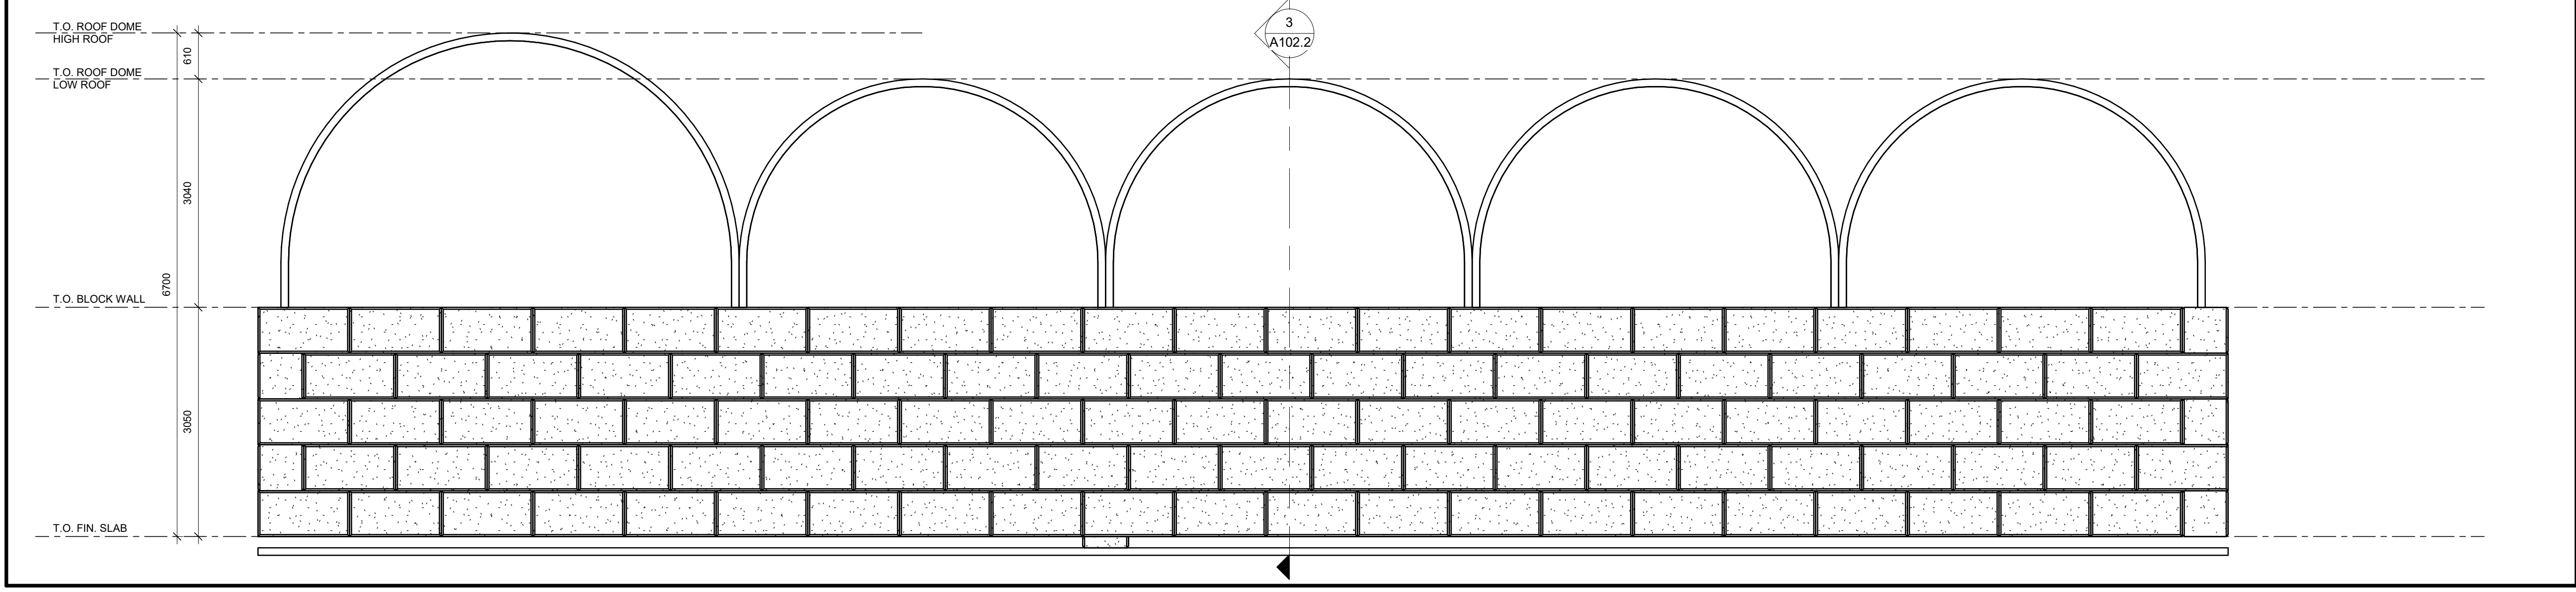 T.O. ROOF DOME
HIGH ROOF
610
3
A102.2
T.O. ROOF DOME
LOW ROOF
3040
6700
T.O. BLOCK WALL
3050
T.O. FIN. SLAB